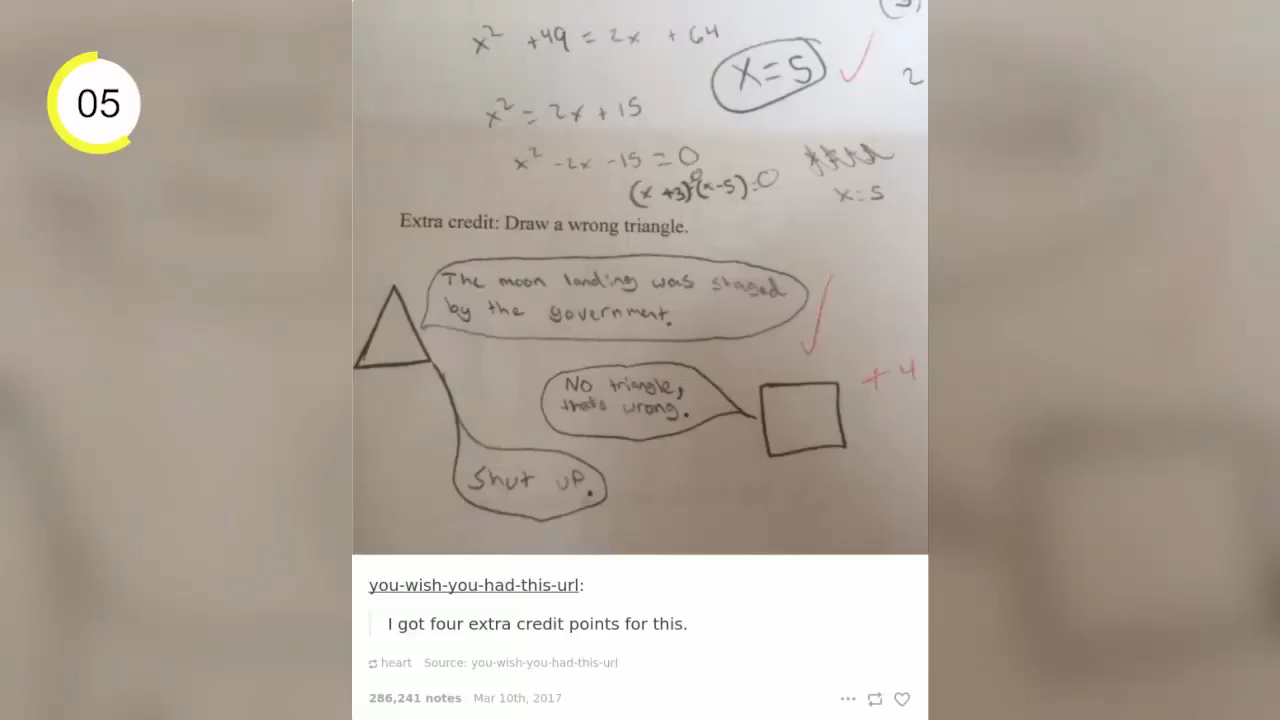 05
x² +49 = 2x + 64
x=5
2
x² = 2x + 15
x² -2x -15 = 0
(x +3)(x-5)=0
x=5
Extra credit: Draw a wrong triangle.
The moon landing was staged
by the government.
No triangle,
thats wrong.
+4
Shut up.
you-wish-you-had-this-url:
I got four extra credit points for this.
heart Source: you-wish-you-had-this-url
286,241 notes Mar 10th, 2017